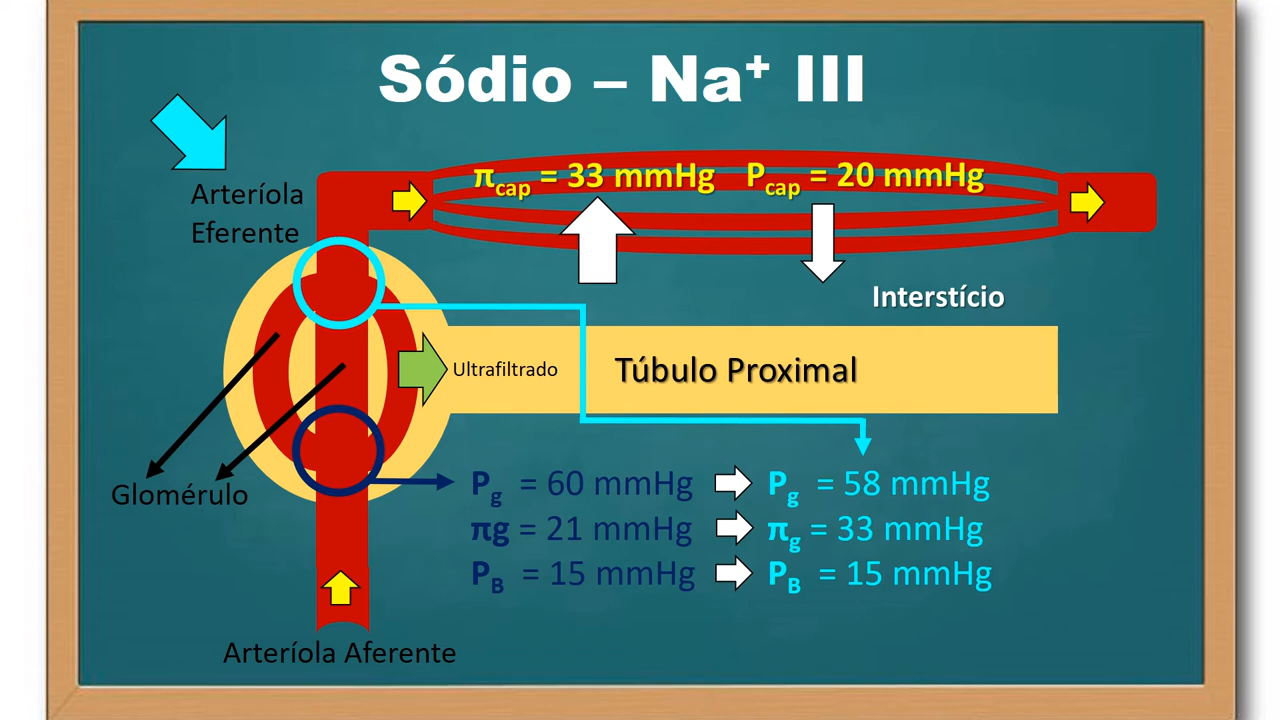 Sódio – Na⁺ III
Arteríola
Eferente
πcap = 33 mmHg Pcap = 20 mmHg
Interstício
Ultrafiltrado
Túbulo Proximal
Glomérulo
Pg = 60 mmHg Pg = 58 mmHg
πg = 21 mmHg πg = 33 mmHg
PB = 15 mmHg PB = 15 mmHg
Arteríola Aferente